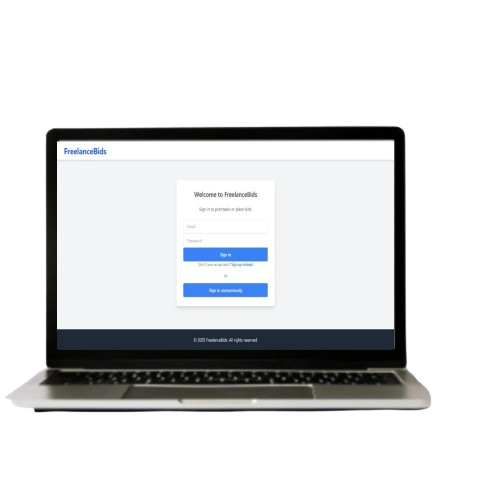 FreelanceBids
Welcome to FreelanceBids
Sign in to post tasks or place bids
Email
Password
Sign In
Don't have an account? Sign up instead
or
Sign in anonymously
© 2025 FreelanceBids. All rights reserved.